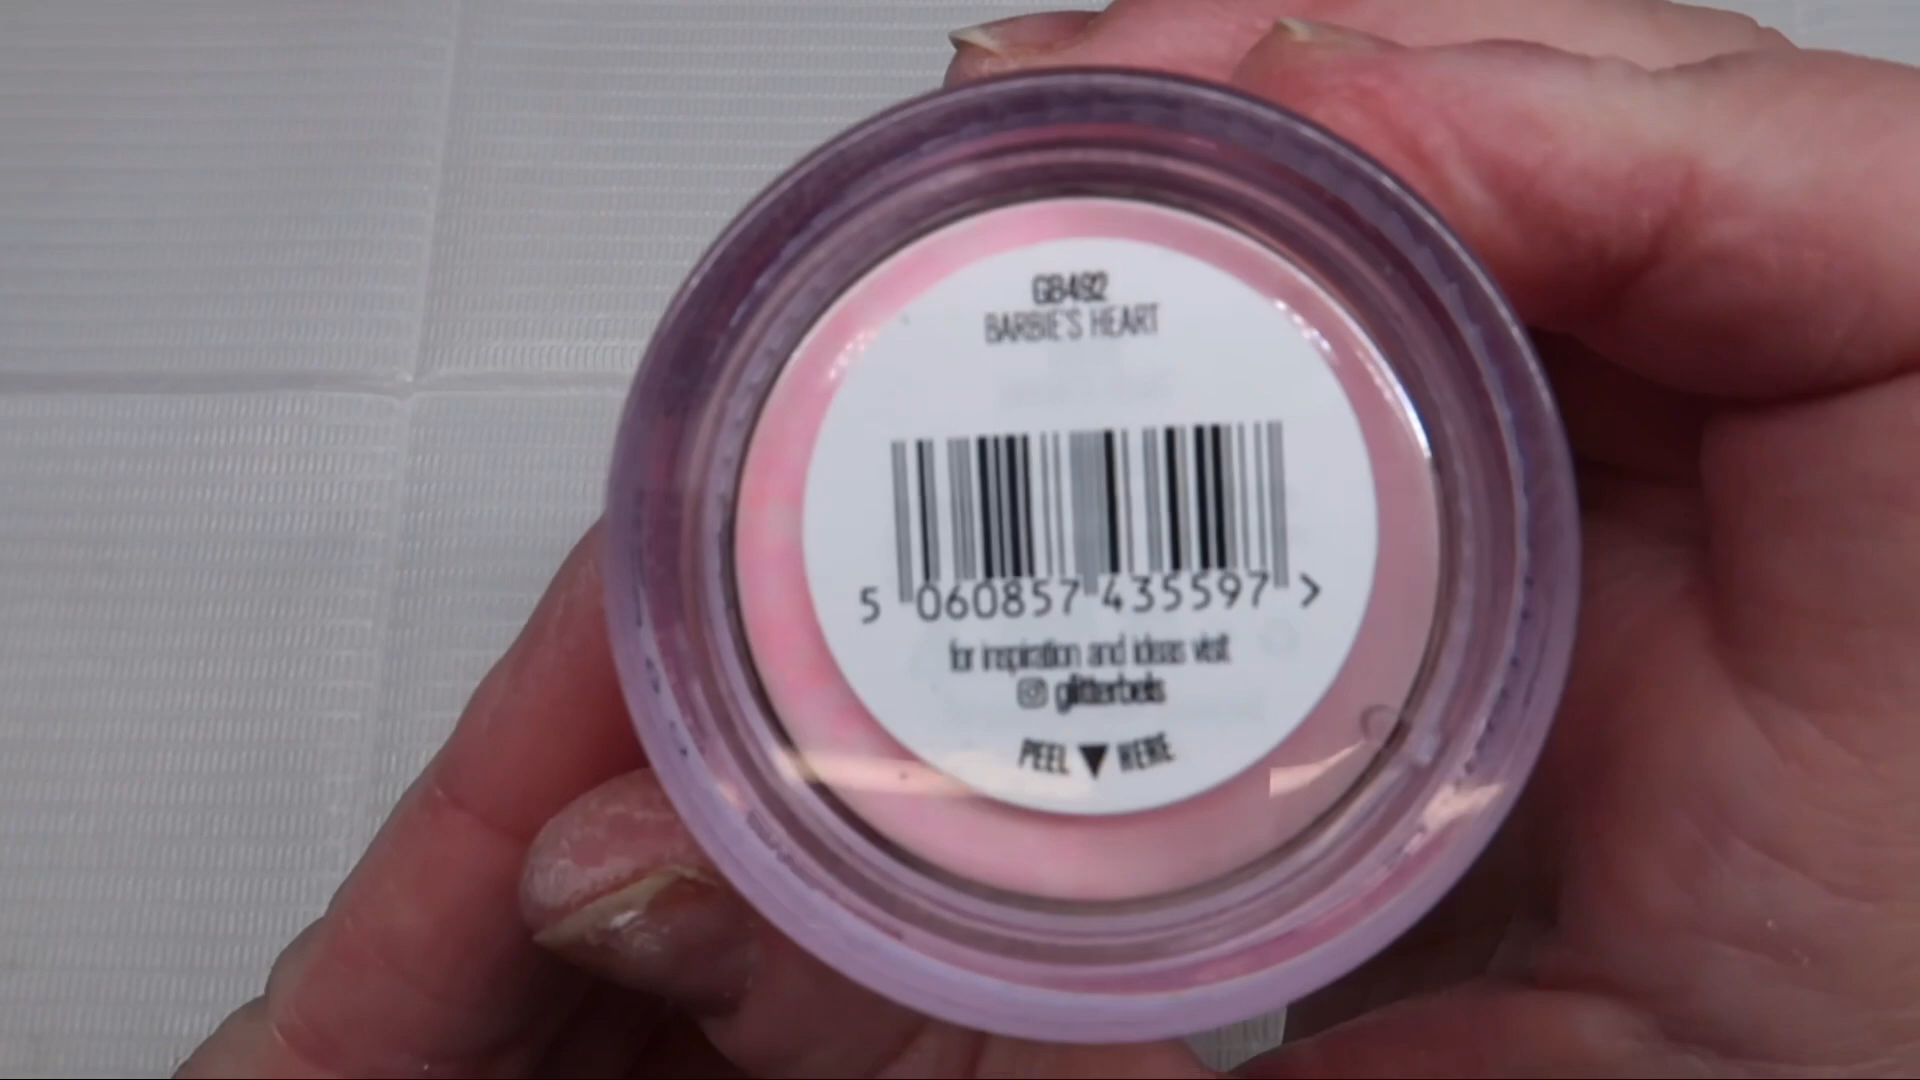 GB492
BARBIE'S HEART
5 060857 435597 >
for inspiration and ideas visit
glitterbels
PEEL ▼ HERE